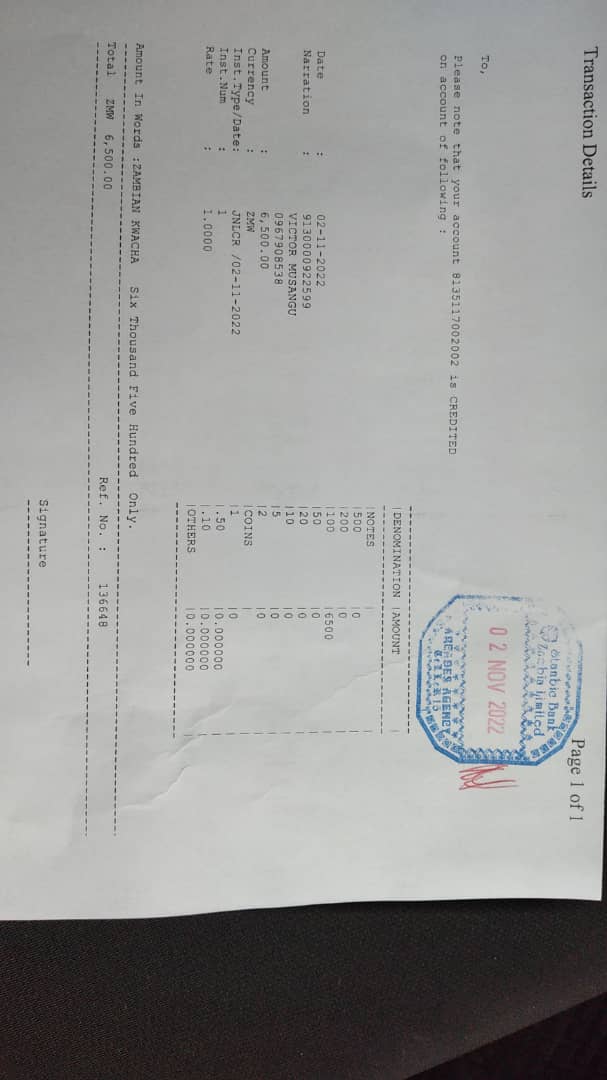 Transaction Details
Page 1 of 1
Stanbic Bank
Zambia Limited
02 NOV 2022
ARCADES AGENCY
To,
Please note that your account 8135117002002 is CREDITED
on account of following :
|DENOMINATION |AMOUNT |
|NOTES | |
|500 |0 |
|200 |0 |
|100 |6500 |
|50 |0 |
|20 |0 |
|10 |0 |
|5 |0 |
|2 |0 |
|COINS | |
|1 |0 |
|.50 |0.000000 |
|.10 |0.000000 |
|OTHERS |0.000000 |
Date : 02-11-2022
Narration : 9130000922599
VICTOR MUSANGU
0967908538
Amount : 6,500.00
Currency : ZMW
Inst.Type/Date: JNLCR /02-11-2022
Inst.Num : 1
Rate : 1.0000
Amount In Words :ZAMBIAN KWACHA Six Thousand Five Hundred Only.
Total ZMW 6,500.00 Ref. No. : 136648
Signature